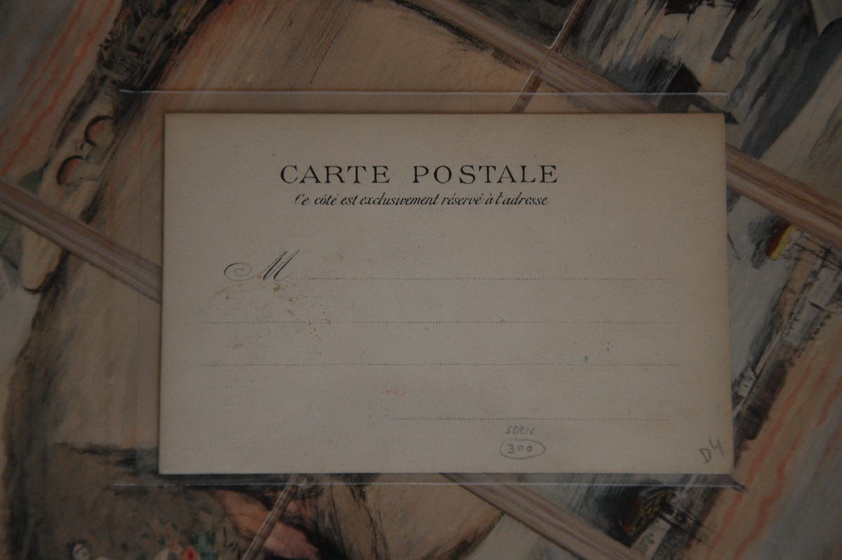 CARTE POSTALE
Ce côté est exclusivement réservé à l'adresse
M
SERIE
300
D4